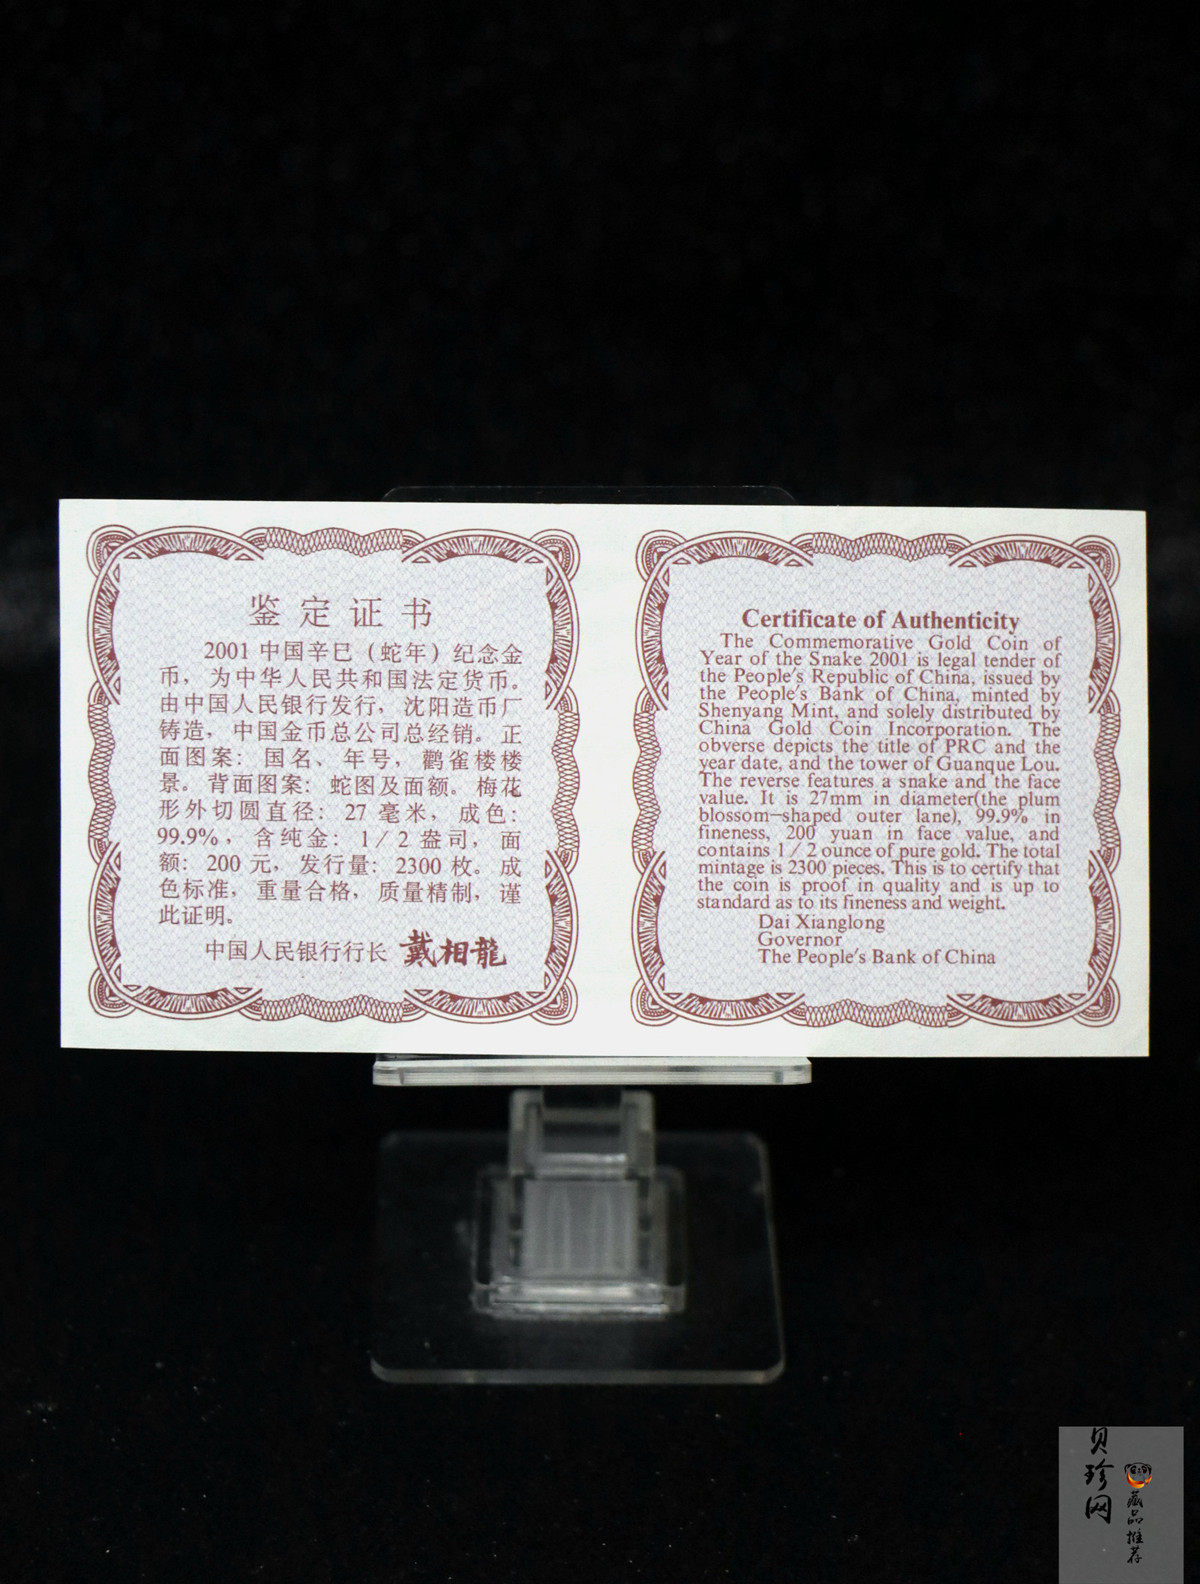 鉴定证书
2001 中国辛巳（蛇年）纪念金
币，为中华人民共和国法定货币。
由中国人民银行发行，沈阳造币厂
铸造，中国金币总公司总经销。正
面图案：国名、年号，鹳雀楼楼
景。背面图案：蛇图及面额。梅花
形外切圆直径：27 毫米，成色：
99.9%，含纯金：1／2 盎司，面
额：200 元，发行量：2300 枚。成
色标准，重量合格，质量精制，谨
此证明。
中国人民银行行长 戴相龍
Certificate of Authenticity
The Commemorative Gold Coin of
Year of the Snake 2001 is legal tender of
the People's Republic of China, issued by
the People's Bank of China, minted by
Shenyang Mint, and solely distributed by
China Gold Coin Incorporation. The
obverse depicts the title of PRC and the
year date, and the tower of Guanque Lou.
The reverse features a snake and the face
value. It is 27mm in diameter(the plum
blossom—shaped outer lane), 99.9% in
fineness, 200 yuan in face value, and
contains 1／2 ounce of pure gold. The total
mintage is 2300 pieces. This is to certify that
the coin is proof in quality and is up to
standard as to its fineness and weight.
Dai Xianglong
Governor
The People's Bank of China
贝珍网
藏品推荐